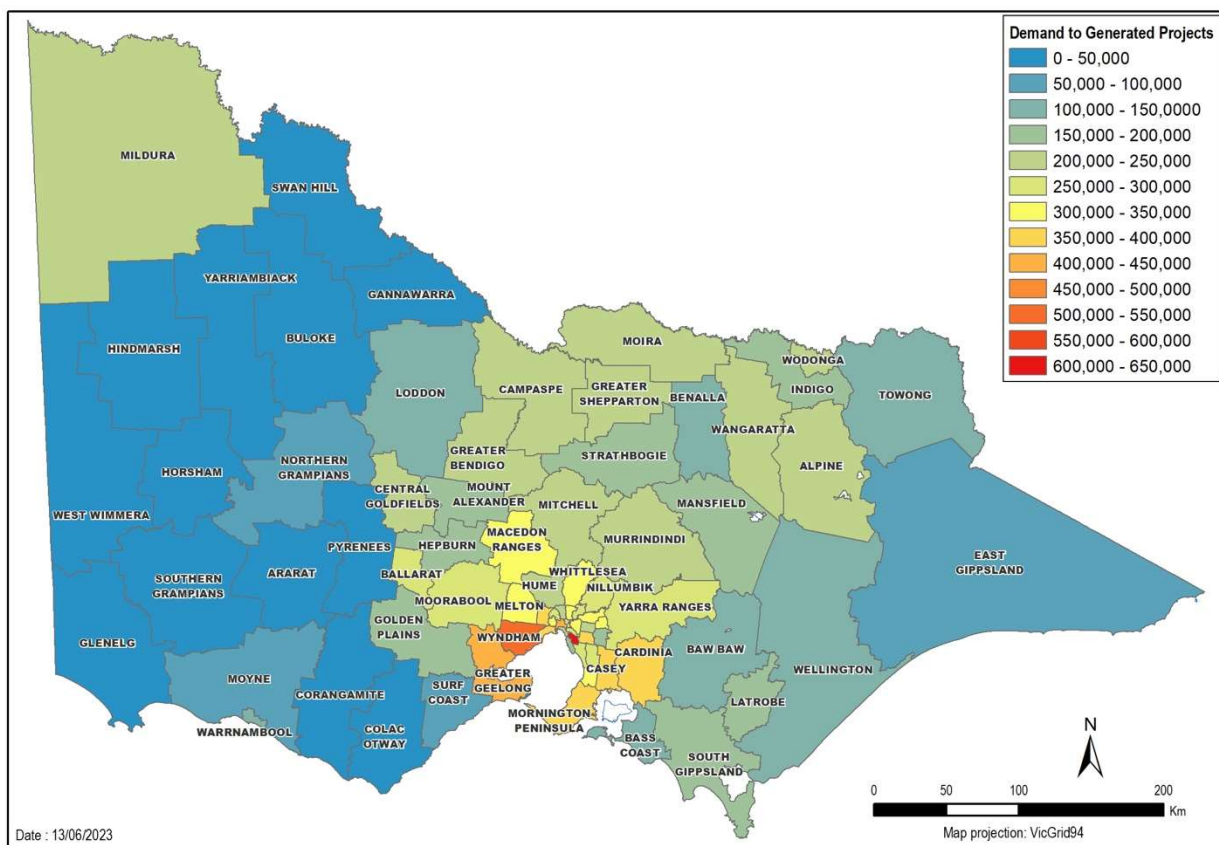 Demand to Generated Projects
0 - 50,000
50,000 - 100,000
100,000 - 150,0000
150,000 - 200,000
200,000 - 250,000
250,000 - 300,000
300,000 - 350,000
350,000 - 400,000
400,000 - 450,000
450,000 - 500,000
500,000 - 550,000
550,000 - 600,000
600,000 - 650,000
MILDURA
SWAN HILL
YARRIAMBIACK
GANNAWARRA
HINDMARSH
BULOKE
MOIRA
WODONGA
LODDON
CAMPASPE
GREATER
SHEPPARTON
BENALLA
INDIGO
TOWONG
WANGARATTA
HORSHAM
NORTHERN
GRAMPIANS
GREATER
BENDIGO
STRATHBOGIE
ALPINE
WEST WIMMERA
CENTRAL
GOLDFIELDS
MOUNT
ALEXANDER
MITCHELL
MANSFIELD
PYRENEES
HEPBURN
MACEDON
RANGES
MURRINDINDI
EAST
GIPPSLAND
SOUTHERN
GRAMPIANS
ARARAT
BALLARAT
HUME
WHITTLESEA
NILLUMBIK
MOORABOOL
MELTON
YARRA RANGES
GLENELG
GOLDEN
PLAINS
WYNDHAM
CARDINIA
BAW BAW
WELLINGTON
MOYNE
CORANGAMITE
SURF
COAST
GREATER
GEELONG
CASEY
LATROBE
WARRNAMBOOL
COLAC
OTWAY
MORNINGTON
PENINSULA
BASS
COAST
SOUTH
GIPPSLAND
N
0 50 100 200
Km
Map projection: VicGrid94
Date : 13/06/2023